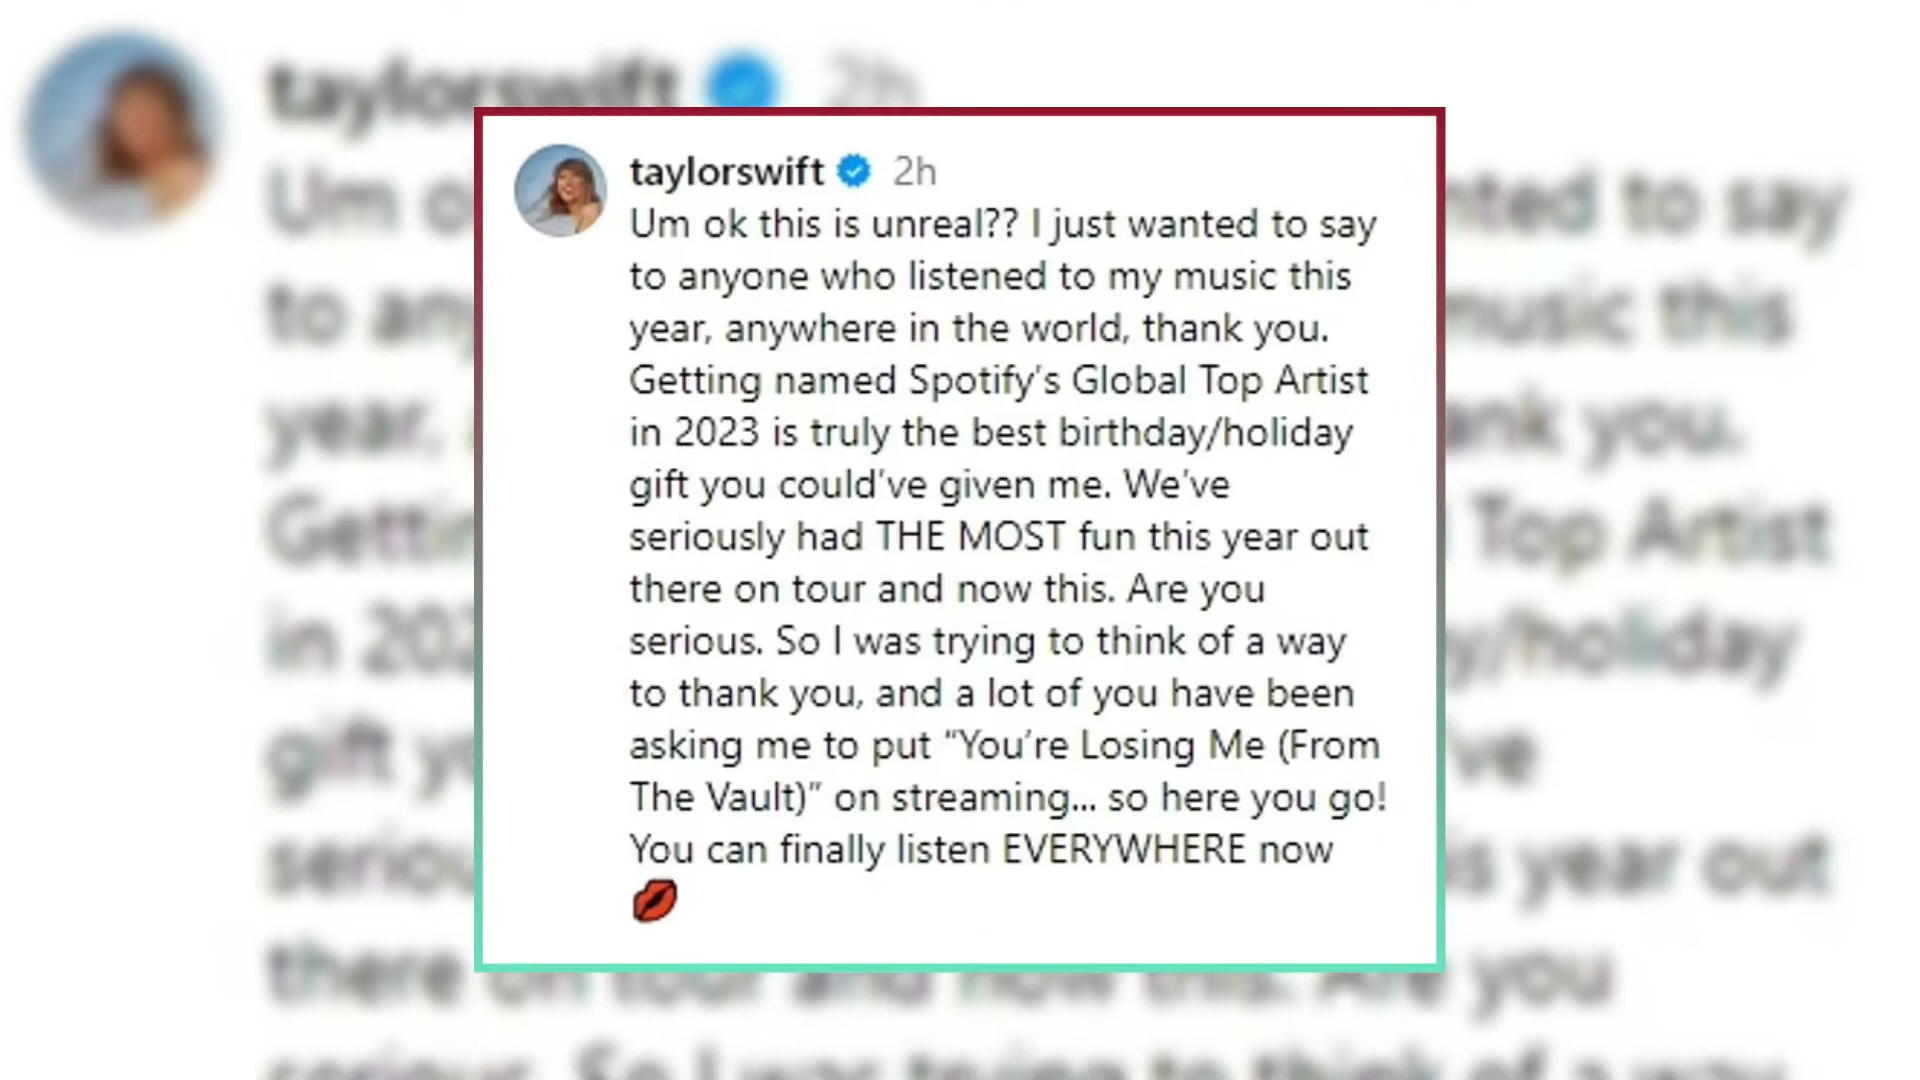 taylorswift 2h
Um ok this is unreal?? I just wanted to say
to anyone who listened to my music this
year, anywhere in the world, thank you.
Getting named Spotify's Global Top Artist
in 2023 is truly the best birthday/holiday
gift you could've given me. We've
seriously had THE MOST fun this year out
there on tour and now this. Are you
serious. So I was trying to think of a way
to thank you, and a lot of you have been
asking me to put “You're Losing Me (From
The Vault)” on streaming... so here you go!
You can finally listen EVERYWHERE now
💋